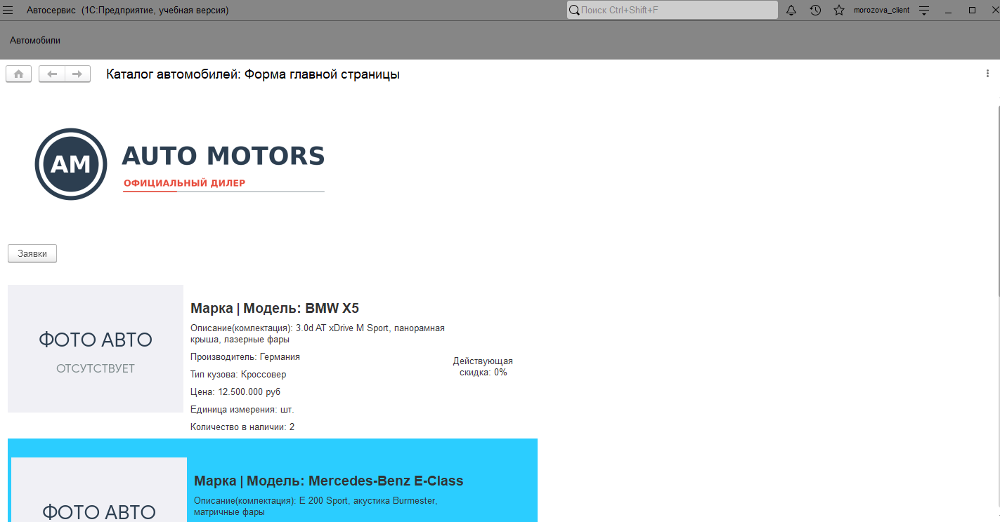 Автосервис (1С:Предприятие, учебная версия)
Поиск Ctrl+Shift+F
morozova_client
Автомобили
Каталог автомобилей: Форма главной страницы
AM
AUTO MOTORS
ОФИЦИАЛЬНЫЙ ДИЛЕР
Заявки
ФОТО АВТО
ОТСУТСТВУЕТ
Марка | Модель: BMW X5
Описание(комлектация): 3.0d AT xDrive M Sport, панорамная
крыша, лазерные фары
Производитель: Германия
Тип кузова: Кроссовер
Цена: 12.500.000 руб
Единица измерения: шт.
Количество в наличии: 2
Действующая
скидка: 0%
ФОТО АВТО
Марка | Модель: Mercedes-Benz E-Class
Описание(комлектация): E 200 Sport, акустика Burmester,
матричные фары